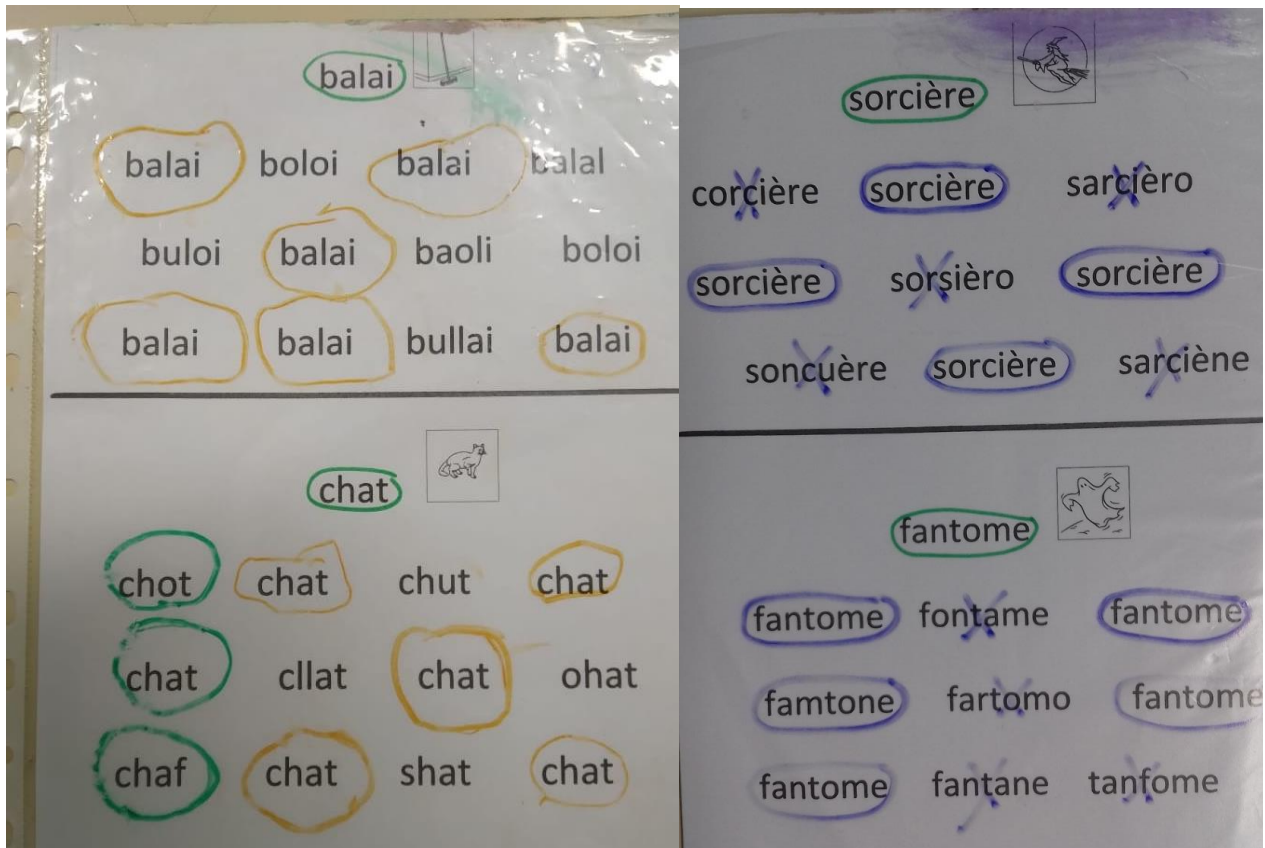 balai
balai boloi balai balal
buloi balai baoli boloi
balai balai bullai balai
chat
chot chat chut chat
chat cllat chat ohat
chaf chat shat chat
sorcière
corcière sorcière sarcièro
sorcière sorsièro sorcière
soncuère sorcière sarciène
fantome
fantome fontame fantome
famtone fartomo fantome
fantome fantane tanfome